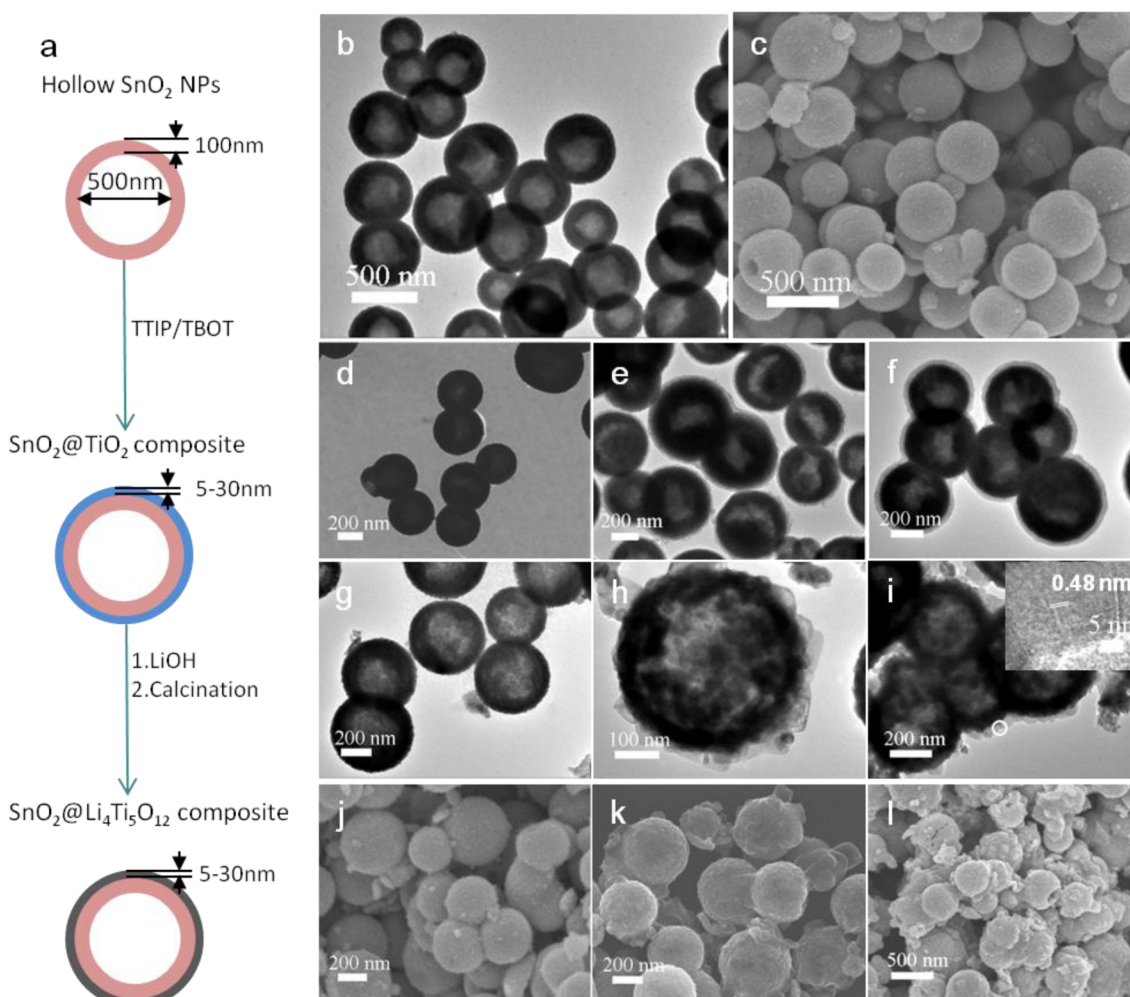 a
Hollow SnO₂ NPs
100nm
500nm
TTIP/TBOT
SnO₂@TiO₂ composite
5-30nm
1.LiOH
2.Calcination
SnO₂@Li₄Ti₅O₁₂ composite
5-30nm
b
500 nm
c
500 nm
d
200 nm
e
200 nm
f
200 nm
g
200 nm
h
100 nm
i
0.48 nm
5 n
200 nm
j
200 nm
k
200 nm
l
500 nm